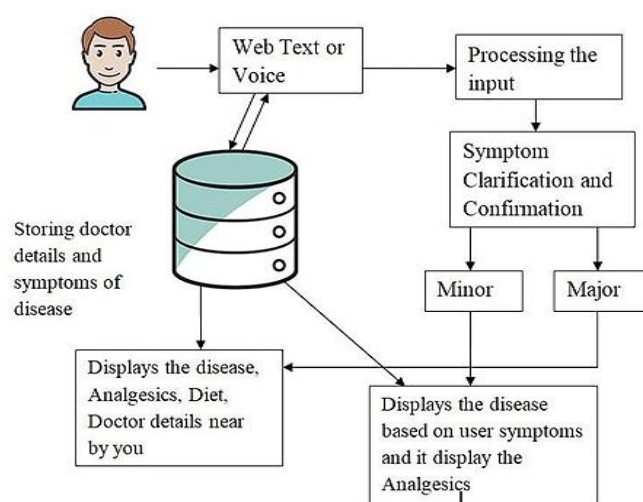 Web Text or
Voice
Processing the
input
Symptom
Clarification and
Confirmation
Storing doctor
details and
symptoms of
disease
Minor
Major
Displays the disease,
Analgesics, Diet,
Doctor details near
by you
Displays the disease
based on user symptoms
and it display the
Analgesics